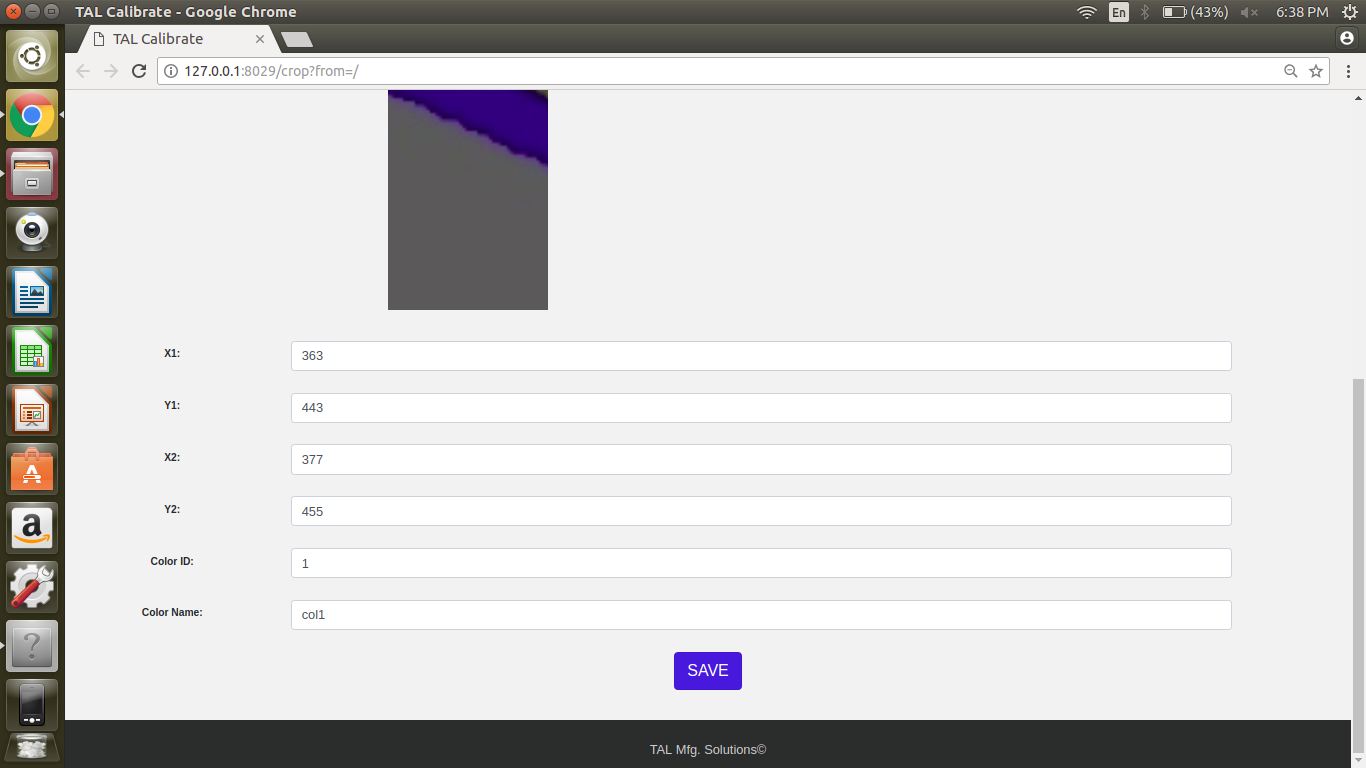 TAL Calibrate - Google Chrome
En
(43%)
6:38 PM
TAL Calibrate
127.0.0.1:8029/crop?from=/
X1:
363
Y1:
443
X2:
377
Y2:
455
Color ID:
1
Color Name:
col1
SAVE
TAL Mfg. Solutions©